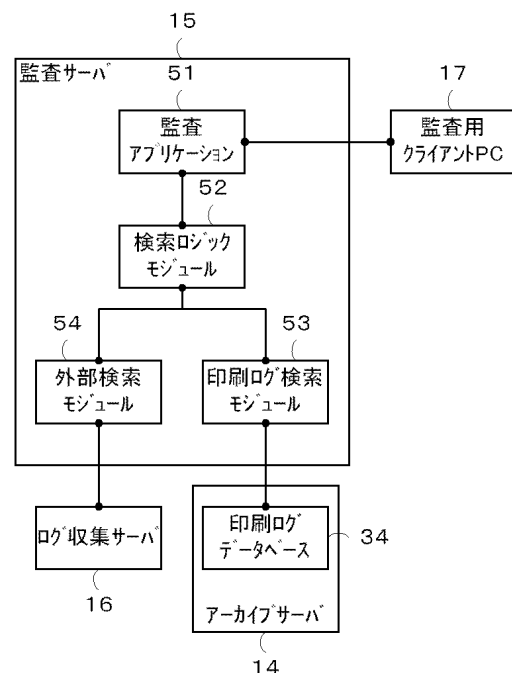 15
監査サーバ
51
17
監査
アプリケーション
監査用
クライアントPC
52
検索ロジック
モジュール
54
53
外部検索
モジュール
印刷ログ検索
モジュール
ログ収集サーバ
印刷ログ
データベース
34
16
アーカイブサーバ
14